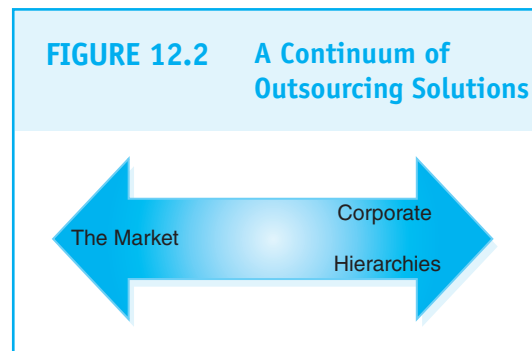 FIGURE 12.2
A Continuum of
Outsourcing Solutions
The Market
Corporate
Hierarchies